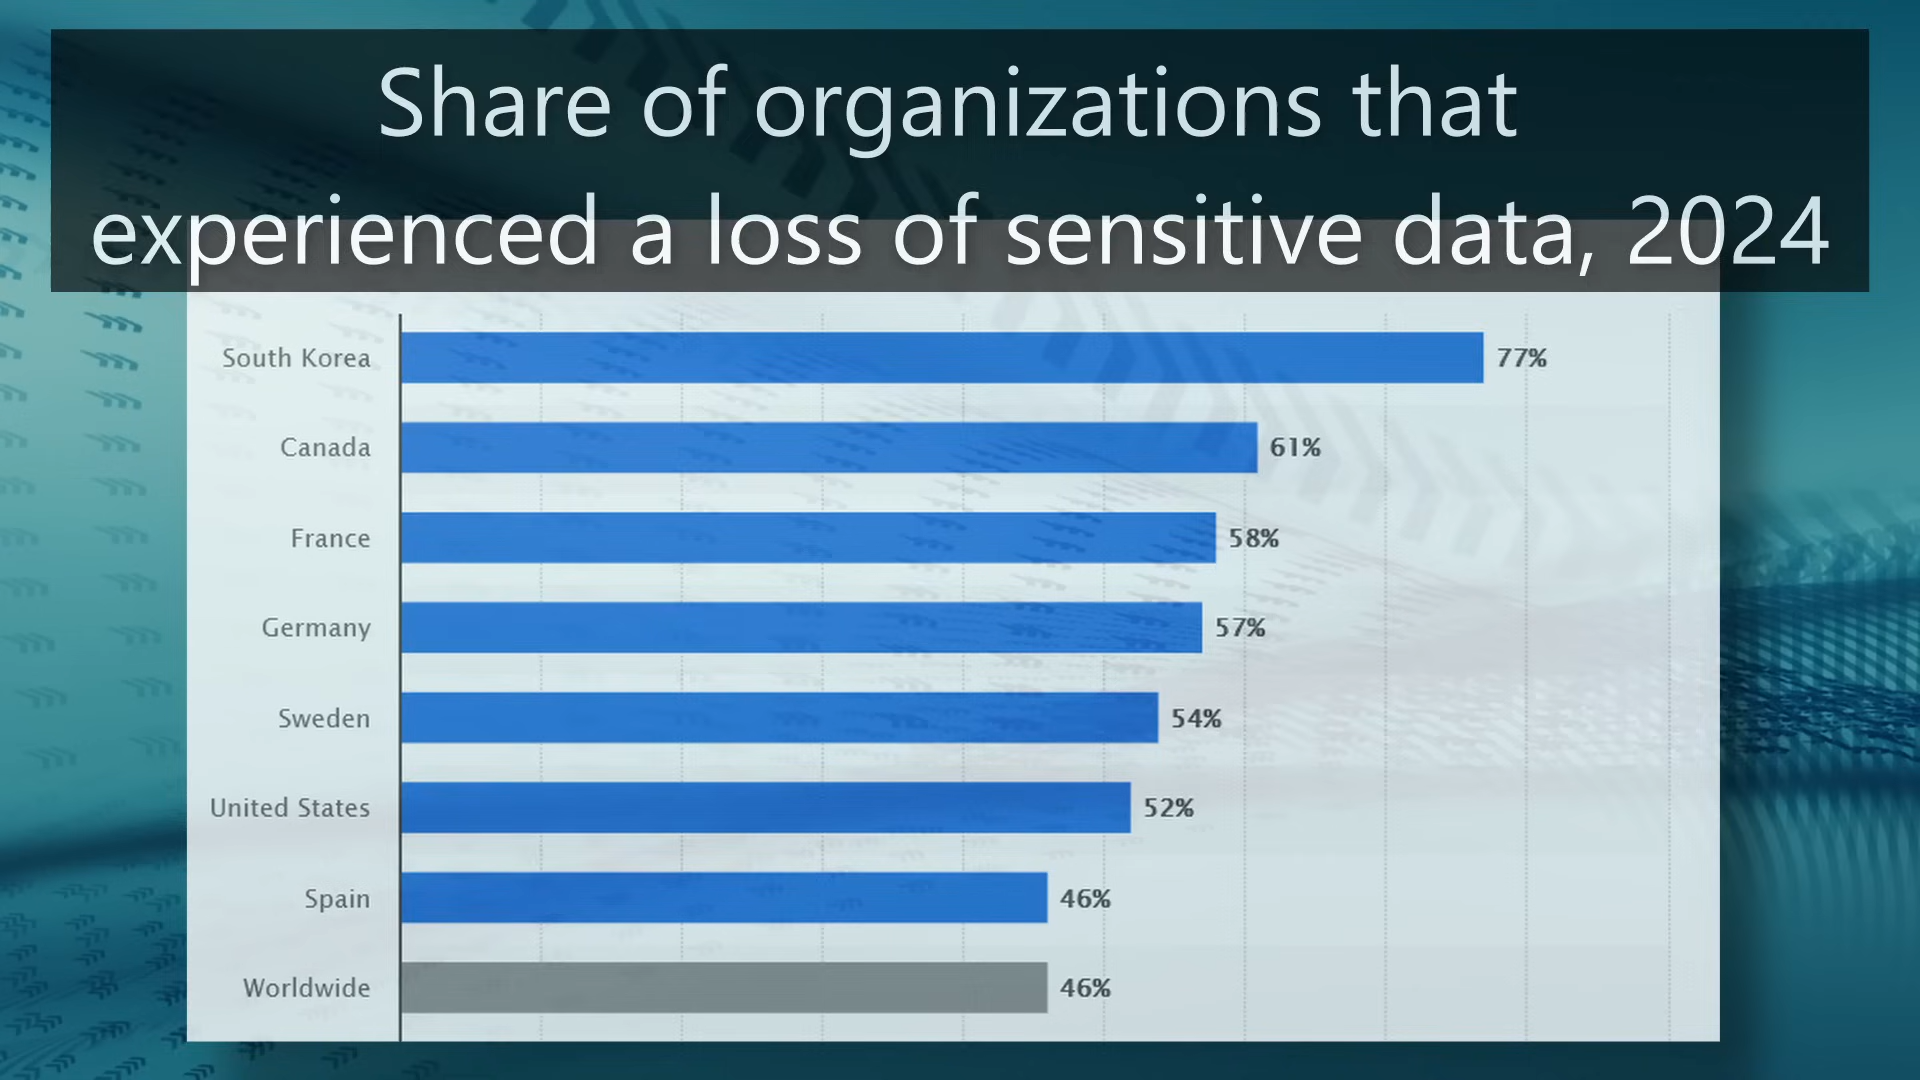 Share of organizations that
experienced a loss of sensitive data, 2024
South Korea 77%
Canada 61%
France 58%
Germany 57%
Sweden 54%
United States 52%
Spain 46%
Worldwide 46%